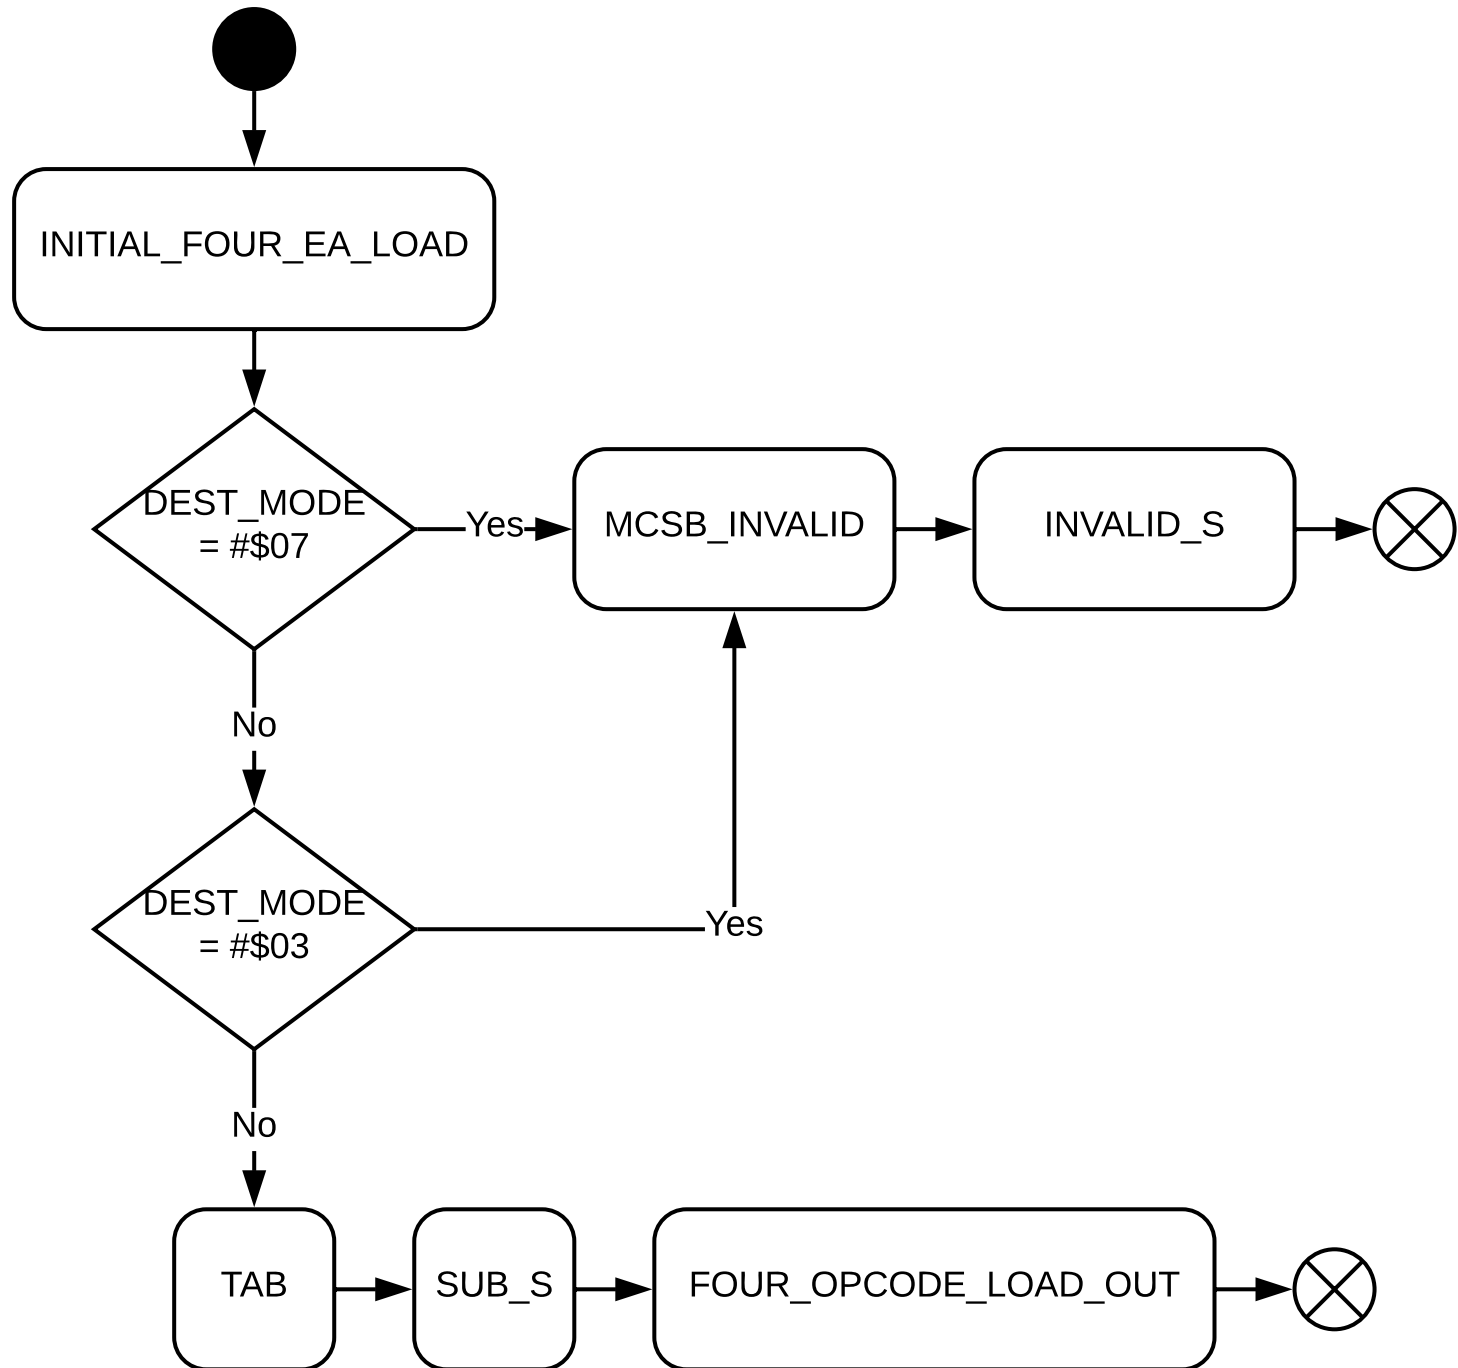 INITIAL_FOUR_EA_LOAD
DEST_MODE
= #$07
Yes
MCSB_INVALID
INVALID_S
No
DEST_MODE
= #$03
Yes
No
TAB
SUB_S
FOUR_OPCODE_LOAD_OUT